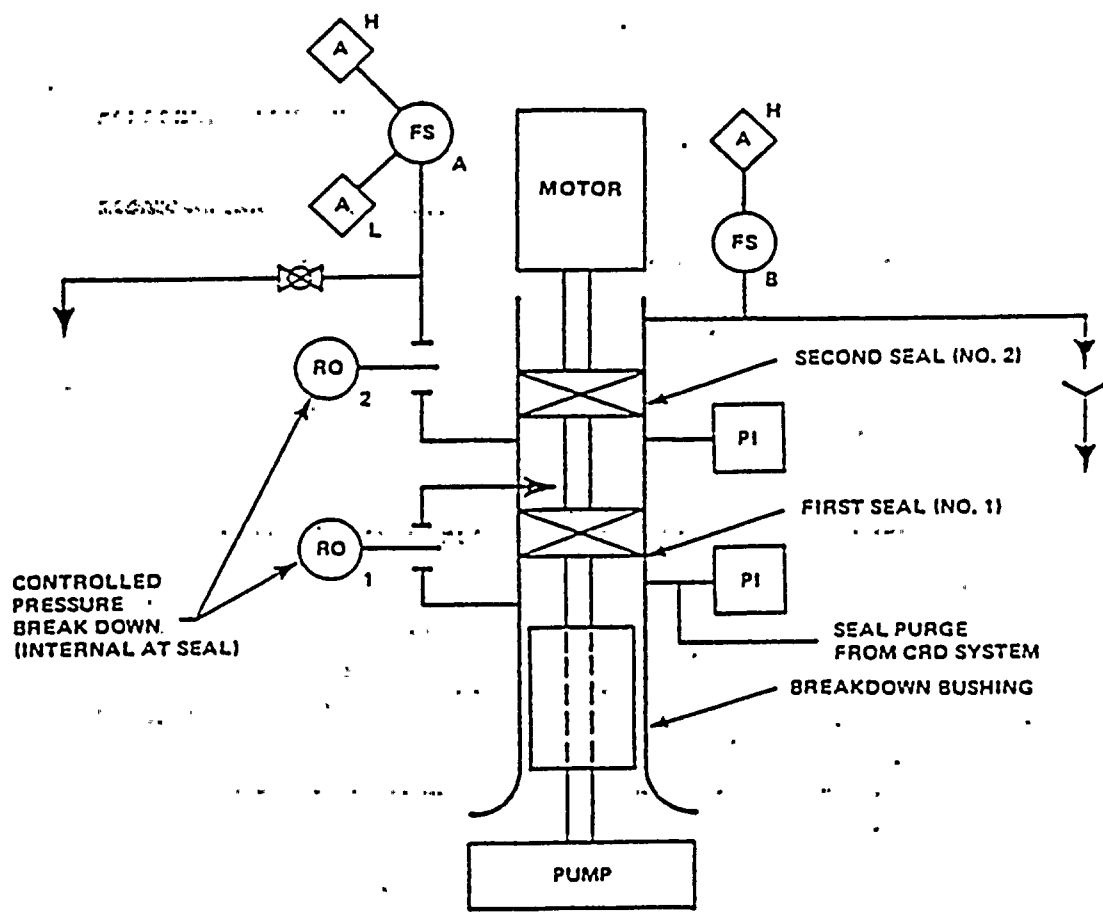 H
A
FS
A
A
L
MOTOR
H
A
FS
B
RO
2
SECOND SEAL (NO. 2)
PI
FIRST SEAL (NO. 1)
RO
1
PI
CONTROLLED
PRESSURE
BREAK DOWN.
(INTERNAL AT SEAL)
SEAL PURGE
FROM CRD SYSTEM
BREAKDOWN BUSHING
PUMP